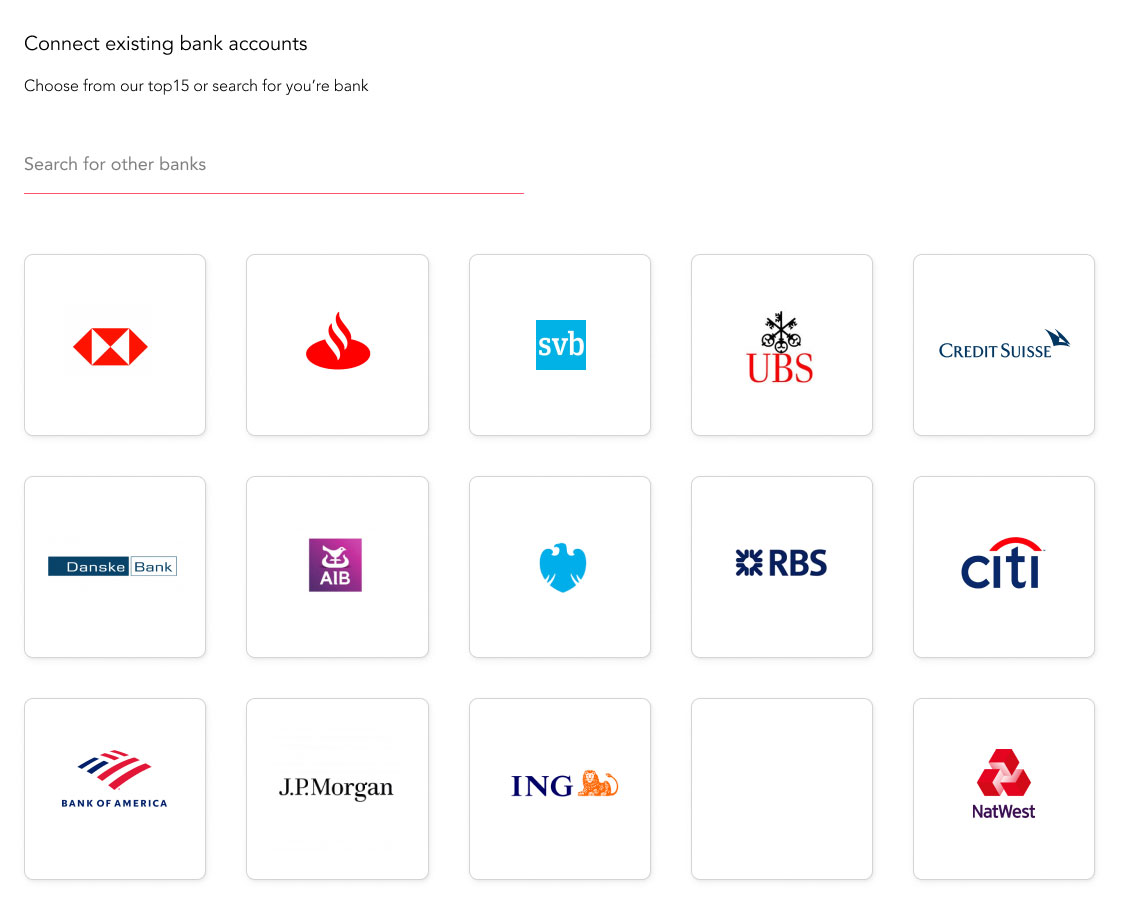 Connect existing bank accounts
Choose from our top15 or search for you’re bank
Search for other banks
svb
UBS
CREDIT SUISSE
Danske Bank
AIB
RBS
citi
BANK OF AMERICA
J.P.Morgan
ING
NatWest